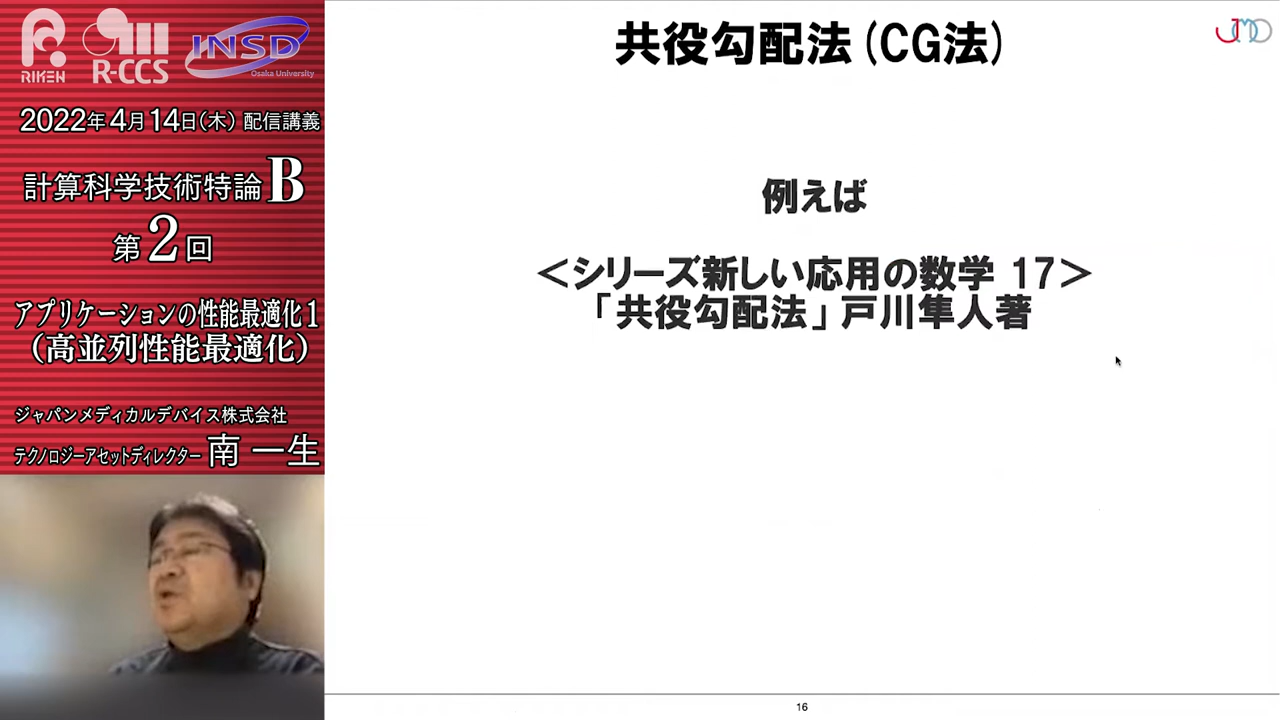 RIKEN
R-CCS
INSD
Osaka University
2022年4月14日(木) 配信講義
計算科学技術特論B
第2回
アプリケーションの性能最適化1
(高並列性能最適化)
ジャパンメディカルデバイス株式会社
テクノロジーアセットディレクター 南 一生
共役勾配法(CG法)
JMD
例えば
<シリーズ新しい応用の数学 17>
「共役勾配法」戸川隼人著
16